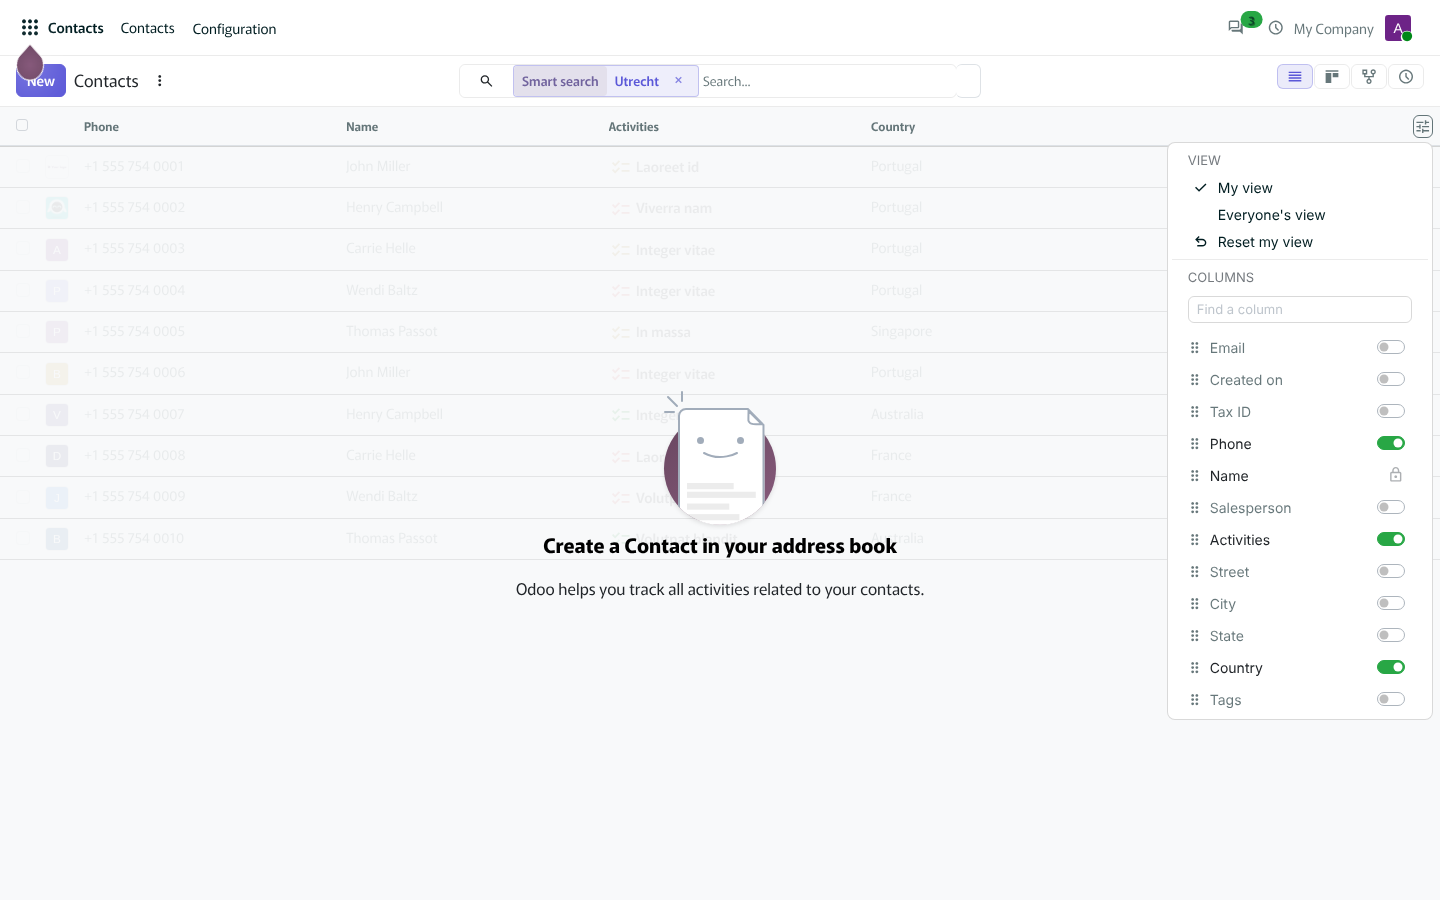 Contacts Contacts Configuration
3 My Company A
New Contacts
Smart search Utrecht × Search...
Phone Name Activities Country
+1 555 754 0001 John Miller Laoreet id Portugal
+1 555 754 0002 Henry Campbell Viverra nam Portugal
A +1 555 754 0003 Carrie Helle Integer vitae Portugal
+1 555 754 0004 Wendi Baltz Integer vitae Portugal
P +1 555 754 0005 Thomas Passot In massa Singapore
+1 555 754 0006 John Miller Integer vitae Portugal
V +1 555 754 0007 Henry Campbell Australia
D +1 555 754 0008 Carrie Helle France
+1 555 754 0009 Wendi Baltz France
B +1 555 754 0010 Thomas Passot
Create a Contact in your address book
Odoo helps you track all activities related to your contacts.
VIEW
My view
Everyone's view
Reset my view
COLUMNS
Find a column
Email
Created on
Tax ID
Phone
Name
Salesperson
Activities
Street
City
State
Country
Tags